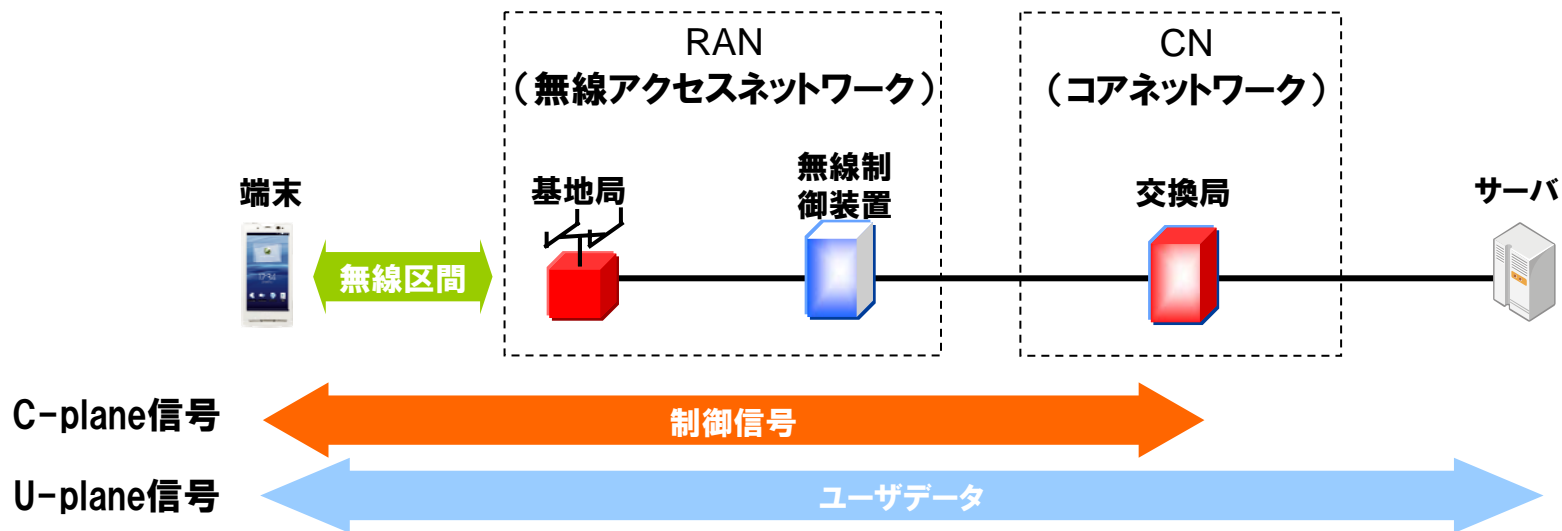 RAN
(無線アクセスネットワーク)
CN
(コアネットワーク)
端末
基地局
無線制
御装置
交換局
サーバ
無線区間
C-plane信号
制御信号
U-plane信号
ユーザデータ